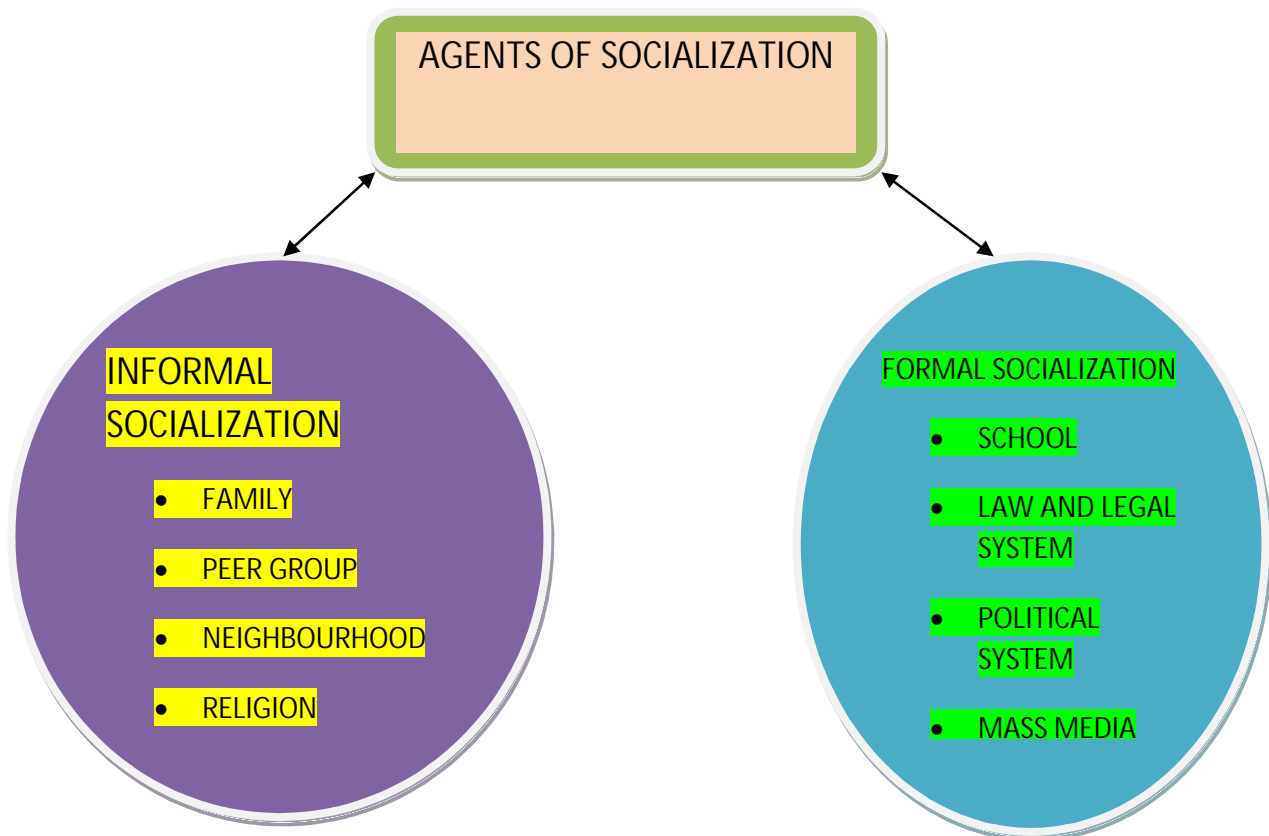 AGENTS OF SOCIALIZATION
INFORMAL
SOCIALIZATION
• FAMILY
• PEER GROUP
• NEIGHBOURHOOD
• RELIGION
FORMAL SOCIALIZATION
• SCHOOL
• LAW AND LEGAL
SYSTEM
• POLITICAL
SYSTEM
• MASS MEDIA